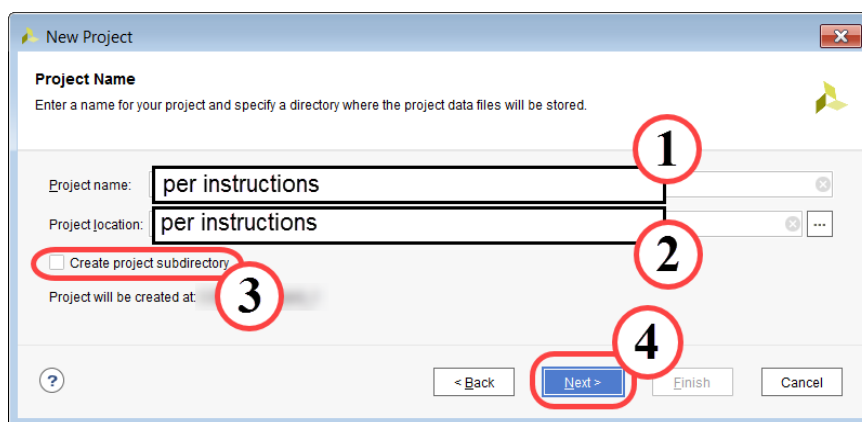 New Project
Project Name
Enter a name for your project and specify a directory where the project data files will be stored.
1
Project name: per instructions
Project location: per instructions
...
2
Create project subdirectory
3
Project will be created at:
4
? < Back Next > Finish Cancel